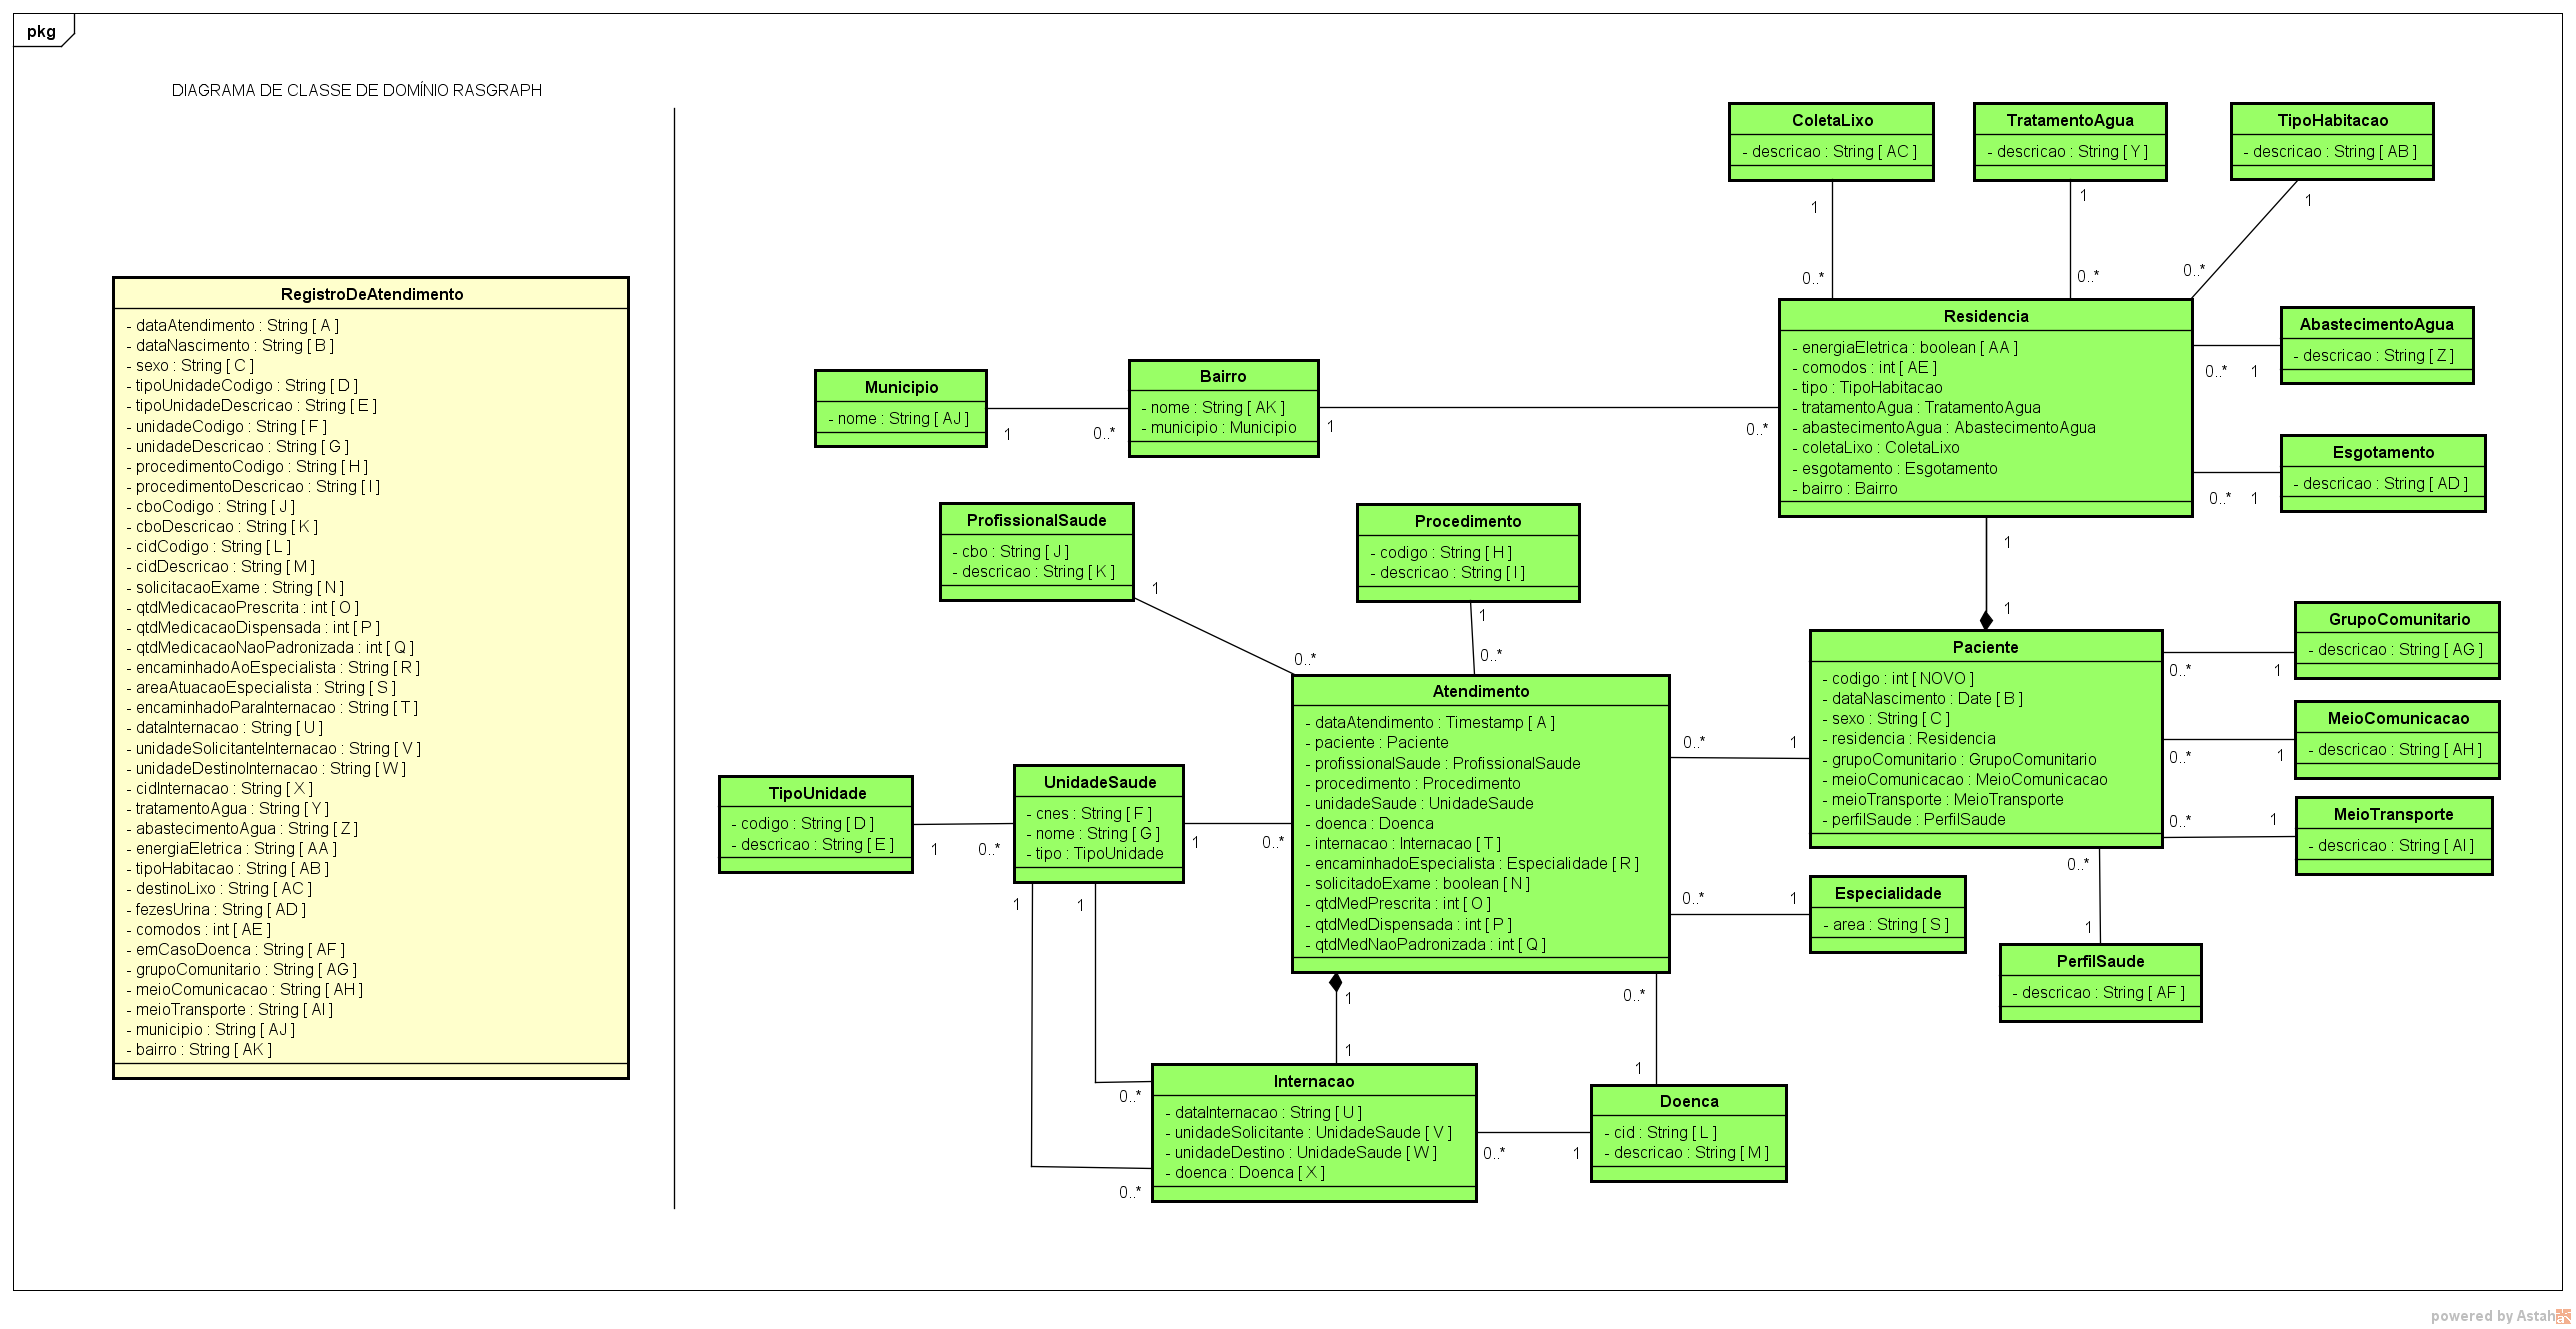 pkg
DIAGRAMA DE CLASSE DE DOMÍNIO RASGRAPH
RegistroDeAtendimento
- dataAtendimento : String [ A ]
- dataNascimento : String [ B ]
- sexo : String [ C ]
- tipoUnidadeCodigo : String [ D ]
- tipoUnidadeDescricao : String [ E ]
- unidadeCodigo : String [ F ]
- unidadeDescricao : String [ G ]
- procedimentoCodigo : String [ H ]
- procedimentoDescricao : String [ I ]
- cboCodigo : String [ J ]
- cboDescricao : String [ K ]
- cidCodigo : String [ L ]
- cidDescricao : String [ M ]
- solicitacaoExame : String [ N ]
- qtdMedicacaoPrescrita : int [ O ]
- qtdMedicacaoDispensada : int [ P ]
- qtdMedicacaoNaoPadronizada : int [ Q ]
- encaminhadoAoEspecialista : String [ R ]
- areaAtuacaoEspecialista : String [ S ]
- encaminhadoParaInternacao : String [ T ]
- dataInternacao : String [ U ]
- unidadeSolicitanteInternacao : String [ V ]
- unidadeDestinoInternacao : String [ W ]
- cidInternacao : String [ X ]
- tratamentoAgua : String [ Y ]
- abastecimentoAgua : String [ Z ]
- energiaEletrica : String [ AA ]
- tipoHabitacao : String [ AB ]
- destinoLixo : String [ AC ]
- fezesUrina : String [ AD ]
- comodos : int [ AE ]
- emCasoDoenca : String [ AF ]
- grupoComunitario : String [ AG ]
- meioComunicacao : String [ AH ]
- meioTransporte : String [ AI ]
- municipio : String [ AJ ]
- bairro : String [ AK ]
ColetaLixo
- descricao : String [ AC ]
1
0..*
TratamentoAgua
- descricao : String [ Y ]
1
0..*
TipoHabitacao
- descricao : String [ AB ]
1
0..*
Residencia
- energiaEletrica : boolean [ AA ]
- comodos : int [ AE ]
- tipo : TipoHabitacao
- tratamentoAgua : TratamentoAgua
- abastecimentoAgua : AbastecimentoAgua
- coletaLixo : ColetaLixo
- esgotamento : Esgotamento
- bairro : Bairro
AbastecimentoAgua
- descricao : String [ Z ]
0..*
1
Esgotamento
- descricao : String [ AD ]
0..*
1
Municipio
- nome : String [ AJ ]
1
0..*
Bairro
- nome : String [ AK ]
- municipio : Municipio
1
0..*
ProfissionalSaude
- cbo : String [ J ]
- descricao : String [ K ]
1
0..*
Procedimento
- codigo : String [ H ]
- descricao : String [ I ]
1
0..*
1
1
Paciente
- codigo : int [ NOVO ]
- dataNascimento : Date [ B ]
- sexo : String [ C ]
- residencia : Residencia
- grupoComunitario : GrupoComunitario
- meioComunicacao : MeioComunicacao
- meioTransporte : MeioTransporte
- perfilSaude : PerfilSaude
GrupoComunitario
- descricao : String [ AG ]
0..*
1
MeioComunicacao
- descricao : String [ AH ]
0..*
1
MeioTransporte
- descricao : String [ AI ]
0..*
1
Atendimento
- dataAtendimento : Timestamp [ A ]
- paciente : Paciente
- profissionalSaude : ProfissionalSaude
- procedimento : Procedimento
- unidadeSaude : UnidadeSaude
- doenca : Doenca
- internacao : Internacao [ T ]
- encaminhadoEspecialista : Especialidade [ R ]
- solicitadoExame : boolean [ N ]
- qtdMedPrescrita : int [ O ]
- qtdMedDispensada : int [ P ]
- qtdMedNaoPadronizada : int [ Q ]
0..*
1
TipoUnidade
- codigo : String [ D ]
- descricao : String [ E ]
1
0..*
UnidadeSaude
- cnes : String [ F ]
- nome : String [ G ]
- tipo : TipoUnidade
1
0..*
1
1
0..*
1
Especialidade
- area : String [ S ]
0..*
1
PerfilSaude
- descricao : String [ AF ]
1
1
0..*
1
0..*
0..*
Internacao
- dataInternacao : String [ U ]
- unidadeSolicitante : UnidadeSaude [ V ]
- unidadeDestino : UnidadeSaude [ W ]
- doenca : Doenca [ X ]
0..*
1
Doenca
- cid : String [ L ]
- descricao : String [ M ]
powered by Astah